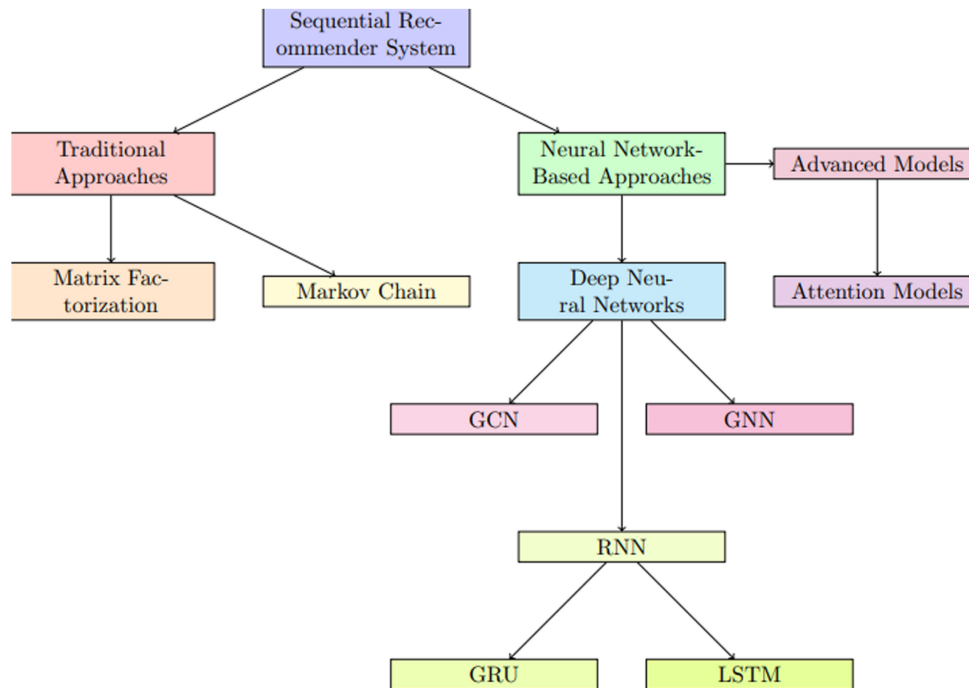 Sequential Rec-
ommender System
Traditional
Approaches
Neural Network-
Based Approaches
Advanced Models
Matrix Fac-
torization
Markov Chain
Deep Neu-
ral Networks
Attention Models
GCN
GNN
RNN
GRU
LSTM